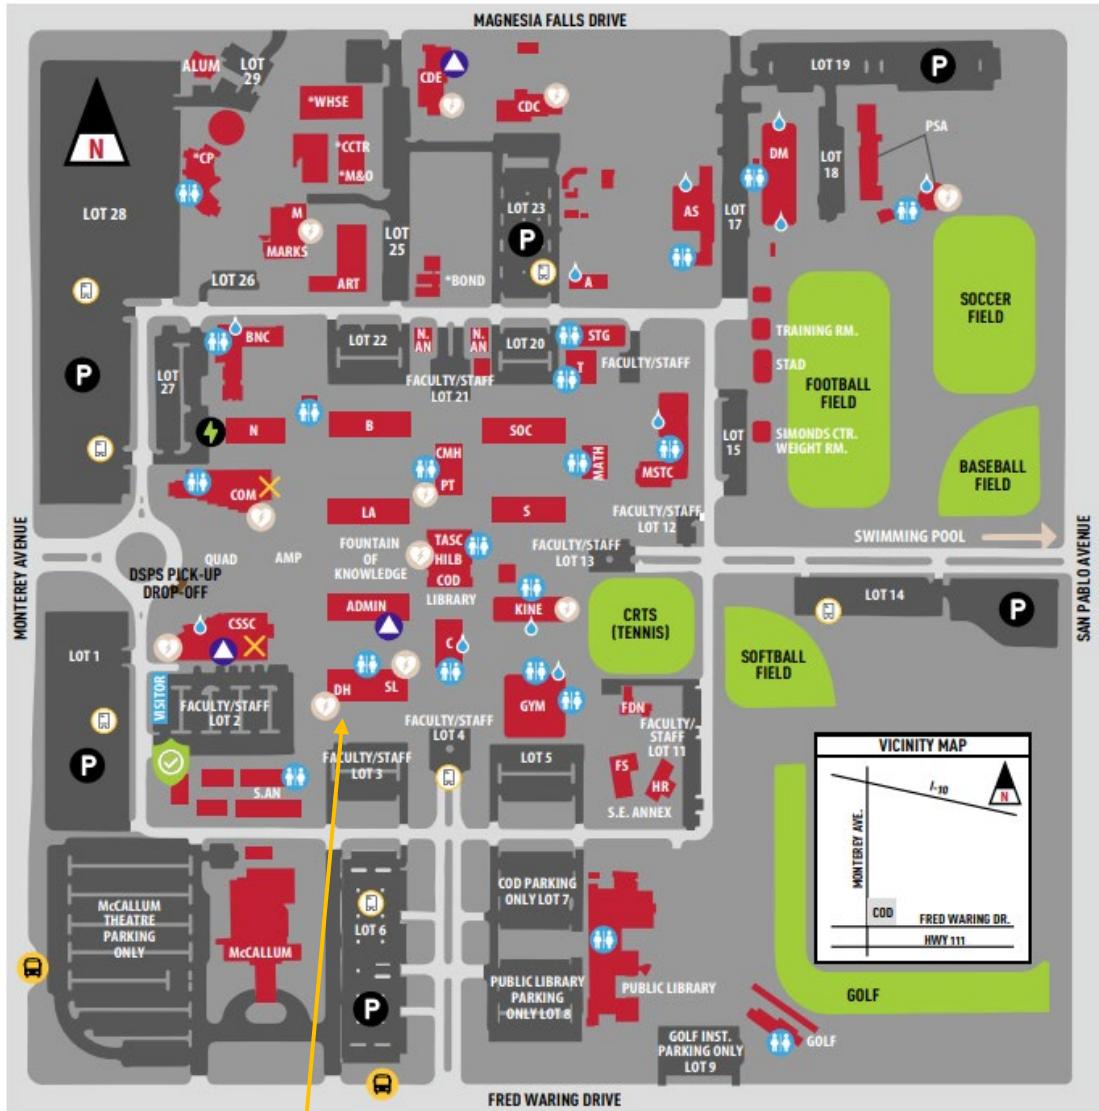 MAGNESIA FALLS DRIVE
ALUM
LOT
29
CDE
LOT 19
P
*WHSE
CDC
N
*CP
*CCTR
*M&O
DM
LOT
18
PSA
LOT 28
M
MARKS
LOT
25
LOT 23
P
AS
LOT
17
LOT 26
ART
*BOND
A
SOCCER
FIELD
BNC
LOT 22
N.
AN
N.
AN
LOT 20
STG
T
FACULTY/STAFF
TRAINING RM.
STAD
P
LOT
27
FACULTY/STAFF
LOT 21
FOOTBALL
FIELD
N
B
SOC
LOT
15
SIMONDS CTR.
WEIGHT RM.
CMH
PT
MATH
MSTC
BASEBALL
FIELD
COM
LA
S
FACULTY/STAFF
LOT 12
SWIMMING POOL
MONTEREY AVENUE
QUAD
AMP
FOUNTAIN
OF
KNOWLEDGE
TASC
HILB
COD
LIBRARY
FACULTY/STAFF
LOT 13
SAN PABLO AVENUE
DSPS PICK-UP
DROP-OFF
ADMIN
KINE
CRTS
(TENNIS)
LOT 14
P
CSSC
C
SOFTBALL
FIELD
LOT 1
VISITOR
FACULTY/STAFF
LOT 2
DH
SL
GYM
FDN
FACULTY/
STAFF
LOT 11
FACULTY/STAFF
LOT 4
VICINITY MAP
P
FACULTY/STAFF
LOT 3
LOT 5
FS
HR
S.AN
S.E. ANNEX
I-10
N
MONTEREY AVE.
COD
FRED WARING DR.
HWY 111
McCALLUM
THEATRE
PARKING
ONLY
McCALLUM
LOT 6
P
COD PARKING
ONLY LOT 7
PUBLIC LIBRARY
PARKING
ONLY LOT 8
PUBLIC LIBRARY
GOLF
GOLF INST.
PARKING ONLY
LOT 9
GOLF
FRED WARING DRIVE